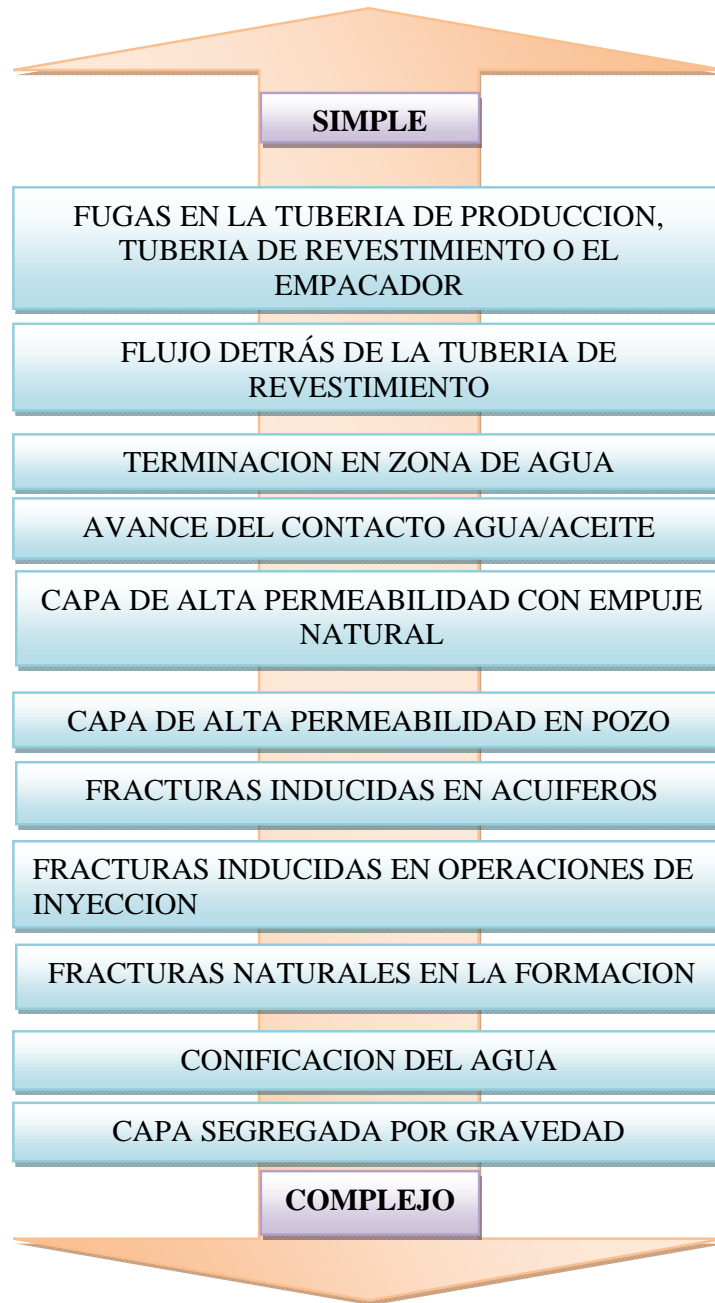 SIMPLE
FUGAS EN LA TUBERIA DE PRODUCCION,
TUBERIA DE REVESTIMIENTO O EL
EMPACADOR
FLUJO DETRÁS DE LA TUBERIA DE
REVESTIMIENTO
TERMINACION EN ZONA DE AGUA
AVANCE DEL CONTACTO AGUA/ACEITE
CAPA DE ALTA PERMEABILIDAD CON EMPUJE
NATURAL
CAPA DE ALTA PERMEABILIDAD EN POZO
FRACTURAS INDUCIDAS EN ACUIFEROS
FRACTURAS INDUCIDAS EN OPERACIONES DE
INYECCION
FRACTURAS NATURALES EN LA FORMACION
CONIFICACION DEL AGUA
CAPA SEGREGADA POR GRAVEDAD
COMPLEJO